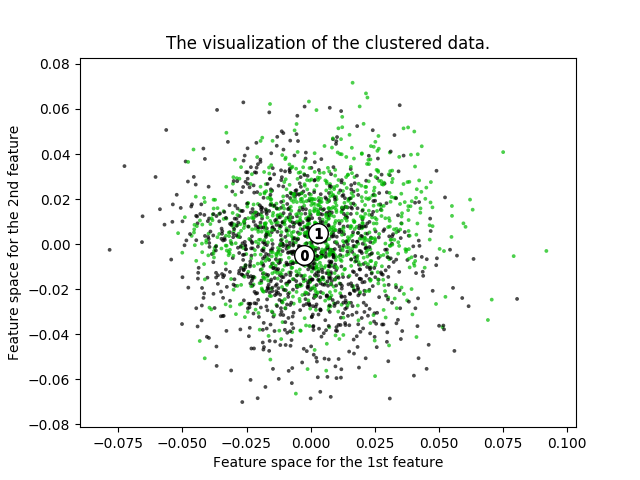 The visualization of the clustered data.
Feature space for the 2nd feature
0.08
0.06
0.04
0.02
0.00
−0.02
−0.04
−0.06
−0.08
1
0
−0.075 −0.050 −0.025 0.000 0.025 0.050 0.075 0.100
Feature space for the 1st feature